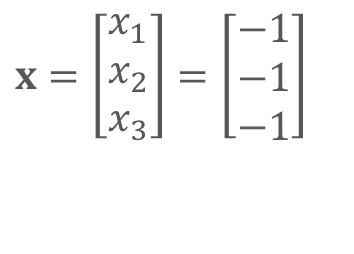 𝐱 = [x₁ x₂ x₃] = [−1 −1 −1]